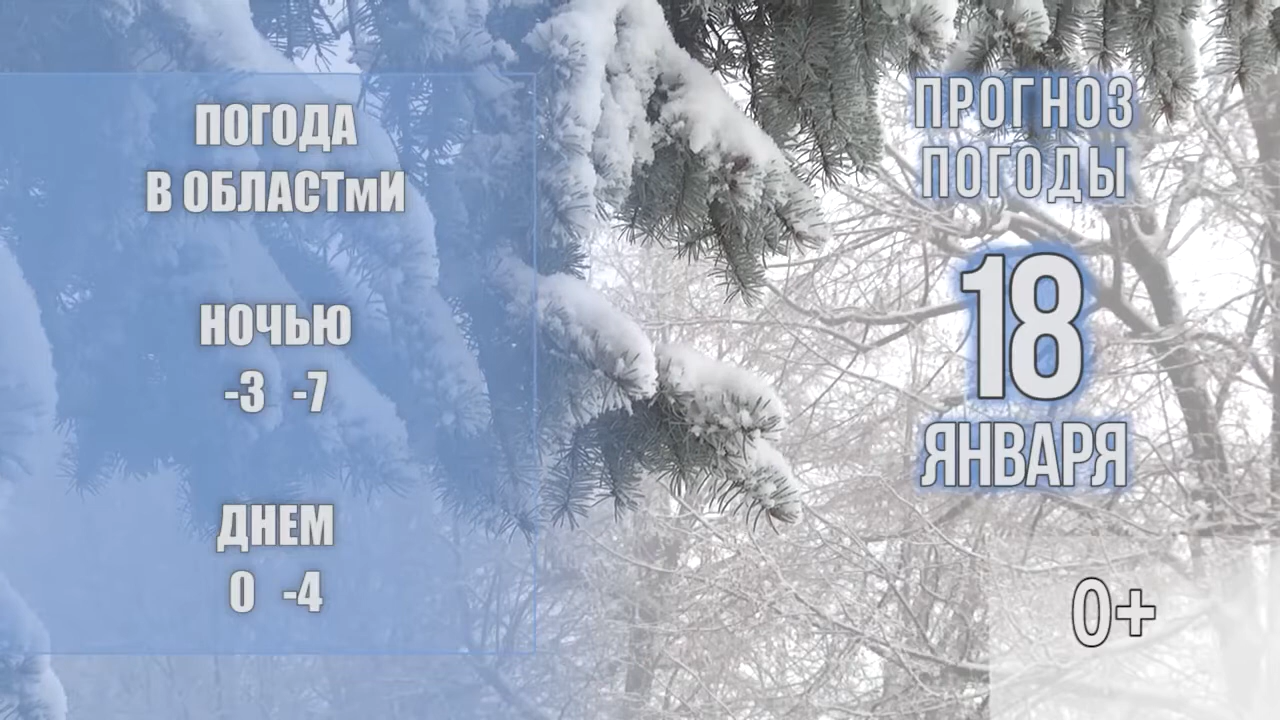 ПОГОДА
В ОБЛАСТмИ
НОЧЬЮ
-3 -7
ДНЕМ
0 -4
ПРОГНОЗ
ПОГОДЫ
18
ЯНВАРЯ
0+